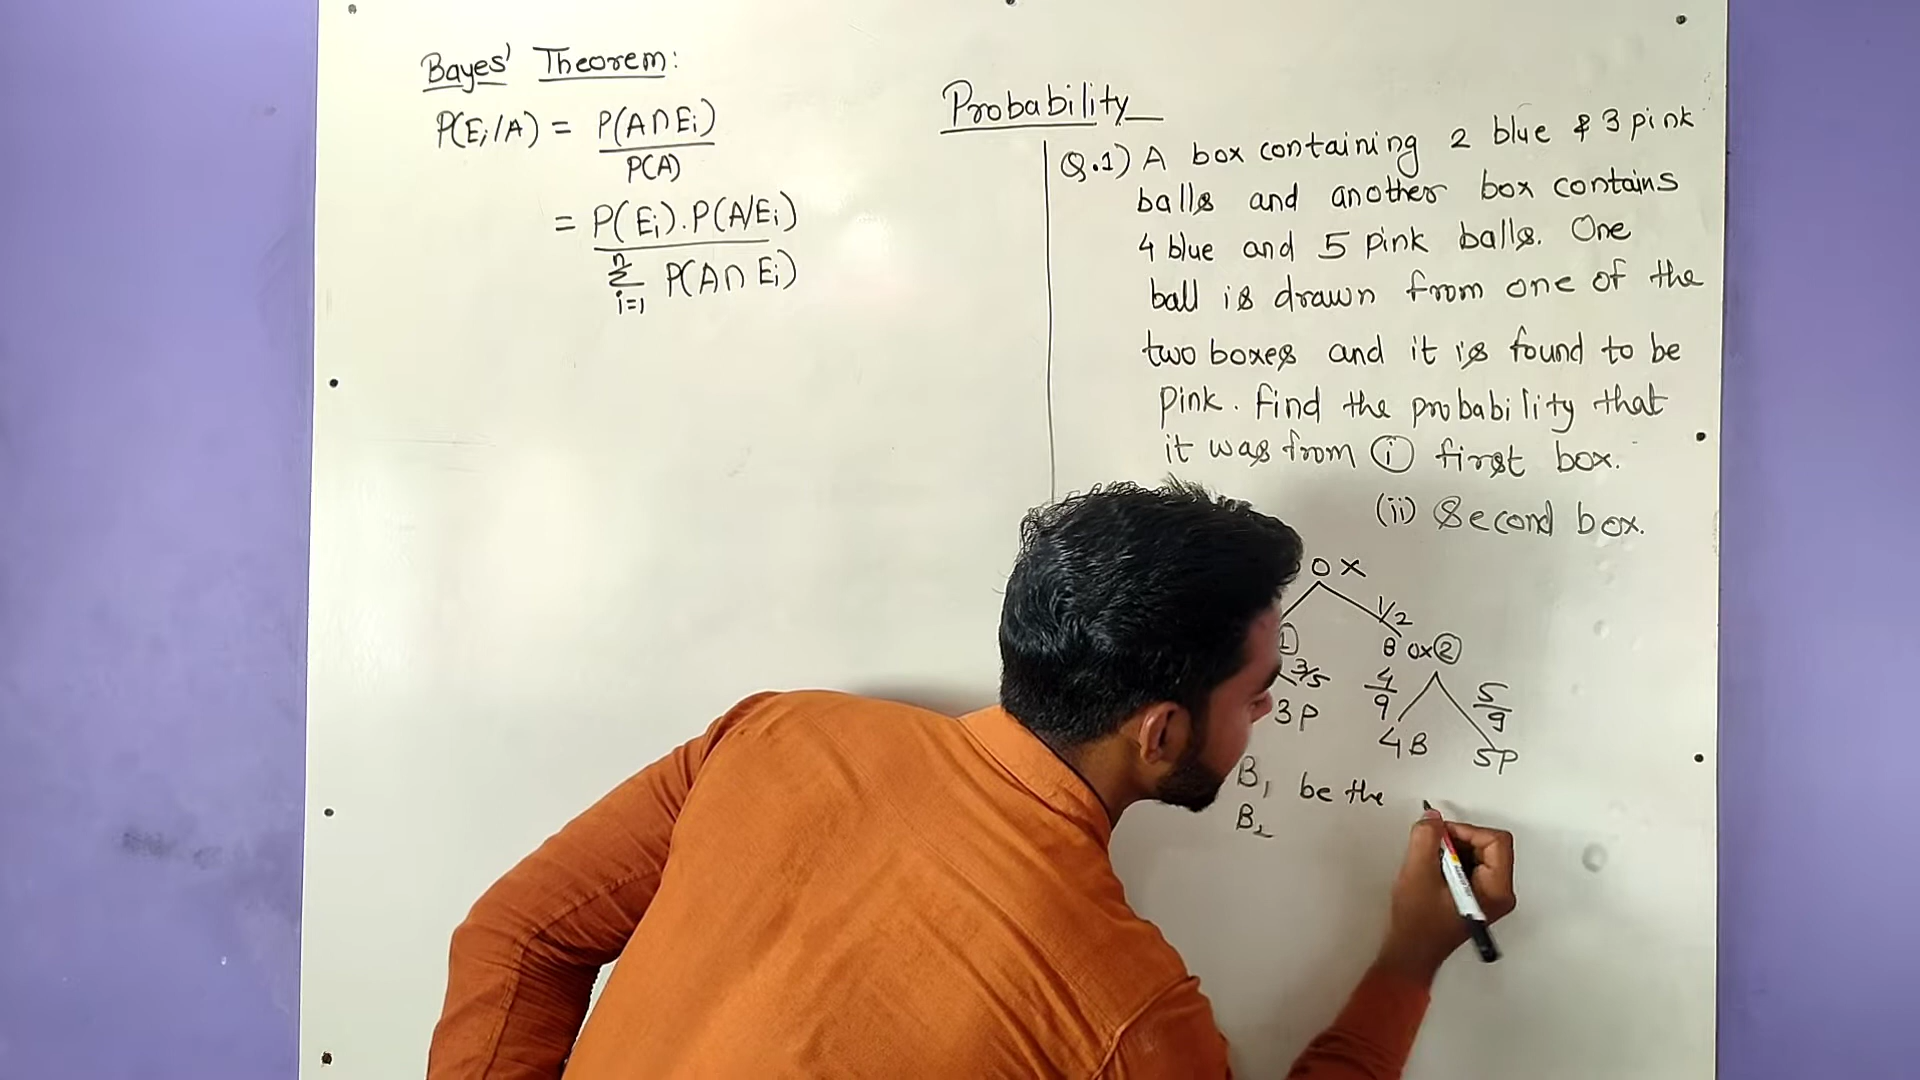 Bayes' Theorem:
P(Ei/A) = P(A∩Ei)
P(A)
= P(Ei).P(A/Ei)
n
Σ P(A∩Ei)
i=1
Probability
Q.1) A box containing 2 blue & 3 pink
balls and another box contains
4 blue and 5 pink balls. One
ball is drawn from one of the
two boxes and it is found to be
pink. find the probability that
it was from (i) first box.
(ii) Second box.
OX
1/2
1 Box 2
3/5 4/9 5/9
3P 4B 5P
B1 be the
B2